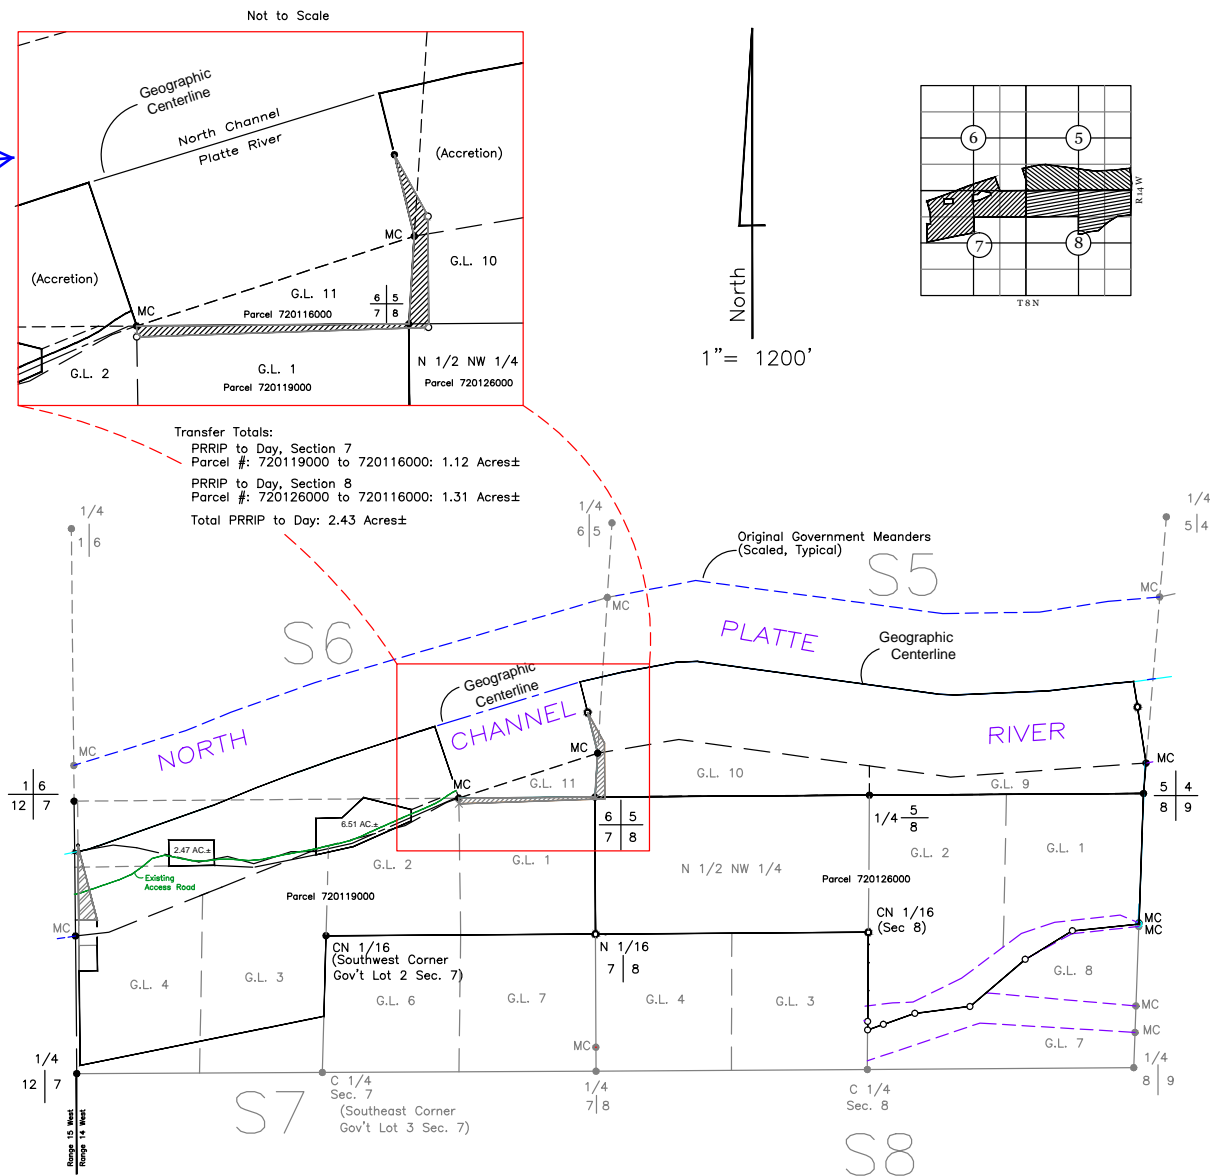 Not to Scale
Geographic
Centerline
North Channel
Platte River
(Accretion)
(Accretion)
MC
MC
G.L. 10
G.L. 11
Parcel 720116000
6 5
7 8
G.L. 2
G.L. 1
Parcel 720119000
N 1/2 NW 1/4
Parcel 720126000
North
1"= 1200'
6
5
7
8
R14W
T8N
Transfer Totals:
PRRIP to Day, Section 7
Parcel #: 720119000 to 720116000: 1.12 Acres±
PRRIP to Day, Section 8
Parcel #: 720126000 to 720116000: 1.31 Acres±
Total PRRIP to Day: 2.43 Acres±
1/4
1 6
1/4
6 5
1/4
5 4
Original Government Meanders
(Scaled, Typical)
S5
MC
MC
S6
PLATTE
Geographic
Centerline
Geographic
Centerline
NORTH
CHANNEL
RIVER
MC
MC
MC
MC
1 6
12 7
G.L. 11
G.L. 10
G.L. 9
5 4
8 9
6 5
7 8
1/4 5
8
2.47 AC.±
6.51 AC.±
Existing
Access Road
G.L. 2
G.L. 1
N 1/2 NW 1/4
G.L. 2
G.L. 1
Parcel 720119000
Parcel 720126000
MC
CN 1/16
(Southwest Corner
Gov't Lot 2 Sec. 7)
N 1/16
7 8
CN 1/16
(Sec 8)
MC
MC
G.L. 4
G.L. 3
G.L. 6
G.L. 7
G.L. 4
G.L. 3
G.L. 8
MC
MC
MC
G.L. 7
1/4
12 7
C 1/4
Sec. 7
(Southeast Corner
Gov't Lot 3 Sec. 7)
1/4
7 8
C 1/4
Sec. 8
1/4
8 9
S7
S8
Range 15 West
Range 14 West